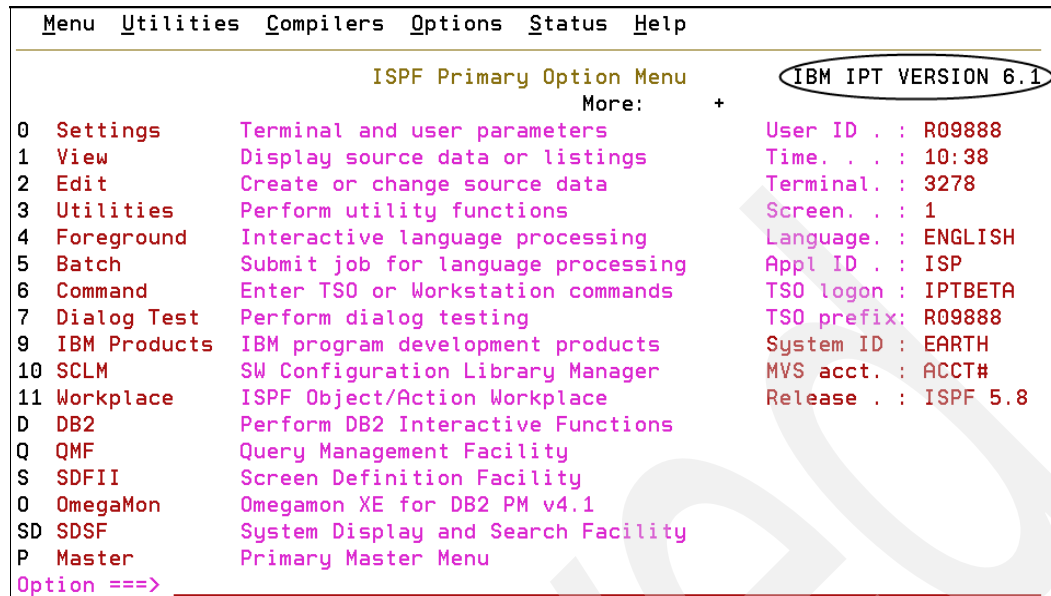 Menu Utilities Compilers Options Status Help
ISPF Primary Option Menu IBM IPT VERSION 6.1
More: +
0 Settings Terminal and user parameters User ID . : R09888
1 View Display source data or listings Time. . . : 10:38
2 Edit Create or change source data Terminal. : 3278
3 Utilities Perform utility functions Screen. . : 1
4 Foreground Interactive language processing Language. : ENGLISH
5 Batch Submit job for language processing Appl ID . : ISP
6 Command Enter TSO or Workstation commands TSO logon : IPTBETA
7 Dialog Test Perform dialog testing TSO prefix: R09888
9 IBM Products IBM program development products System ID : EARTH
10 SCLM SW Configuration Library Manager MVS acct. : ACCT#
11 Workplace ISPF Object/Action Workplace Release . : ISPF 5.8
D DB2 Perform DB2 Interactive Functions
Q QMF Query Management Facility
S SDFII Screen Definition Facility
O OmegaMon Omegamon XE for DB2 PM v4.1
SD SDSF System Display and Search Facility
P Master Primary Master Menu
Option ===>